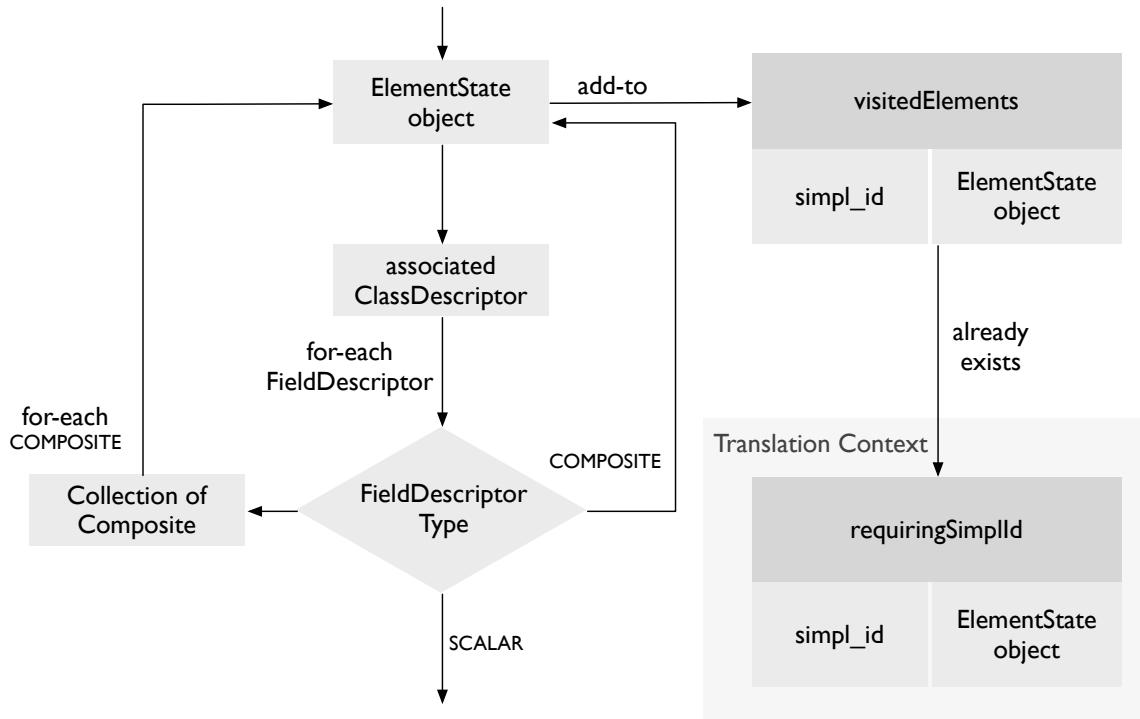 ElementState
object
add-to
visitedElements
simpl_id
ElementState
object
associated
ClassDescriptor
for-each
FieldDescriptor
already
exists
for-each
COMPOSITE
COMPOSITE
Translation Context
Collection of
Composite
FieldDescriptor
Type
requiringSimplId
simpl_id
ElementState
object
SCALAR